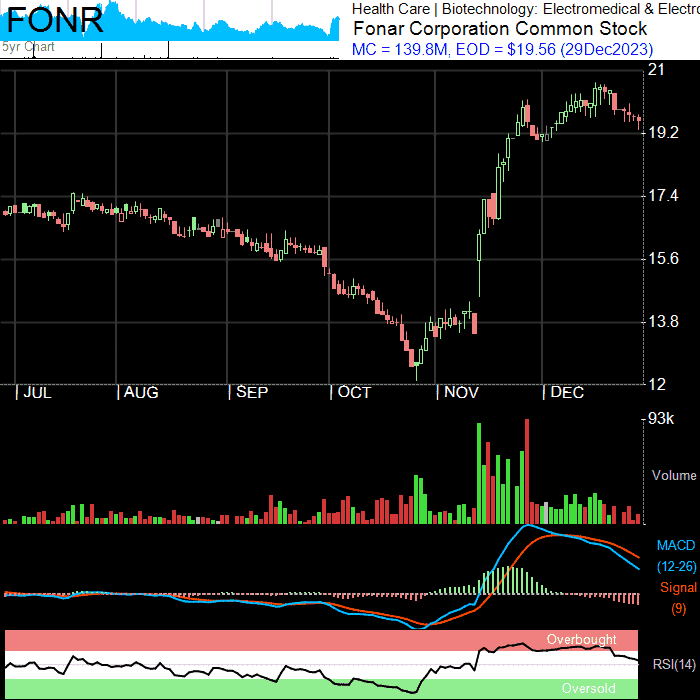 FONR
5yr Chart
Health Care | Biotechnology: Electromedical & Electro
Fonar Corporation Common Stock
MC = 139.8M, EOD = $19.56 (29Dec2023)
21
19.2
17.4
15.6
13.8
12
| JUL | AUG | SEP | OCT | NOV | DEC
93k
Volume
MACD
(12-26)
Signal
(9)
Overbought
RSI(14)
Oversold